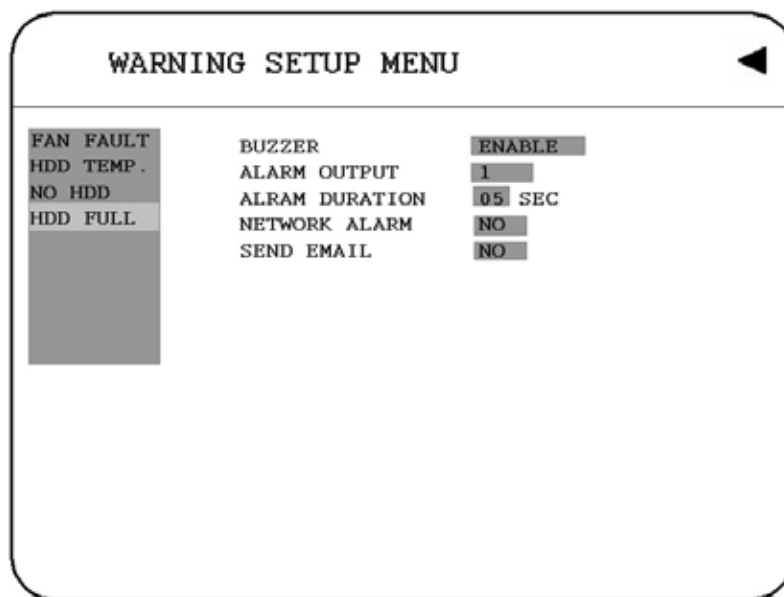 WARNING SETUP MENU
FAN FAULT
HDD TEMP.
NO HDD
HDD FULL
BUZZER ENABLE
ALARM OUTPUT 1
ALRAM DURATION 05 SEC
NETWORK ALARM NO
SEND EMAIL NO